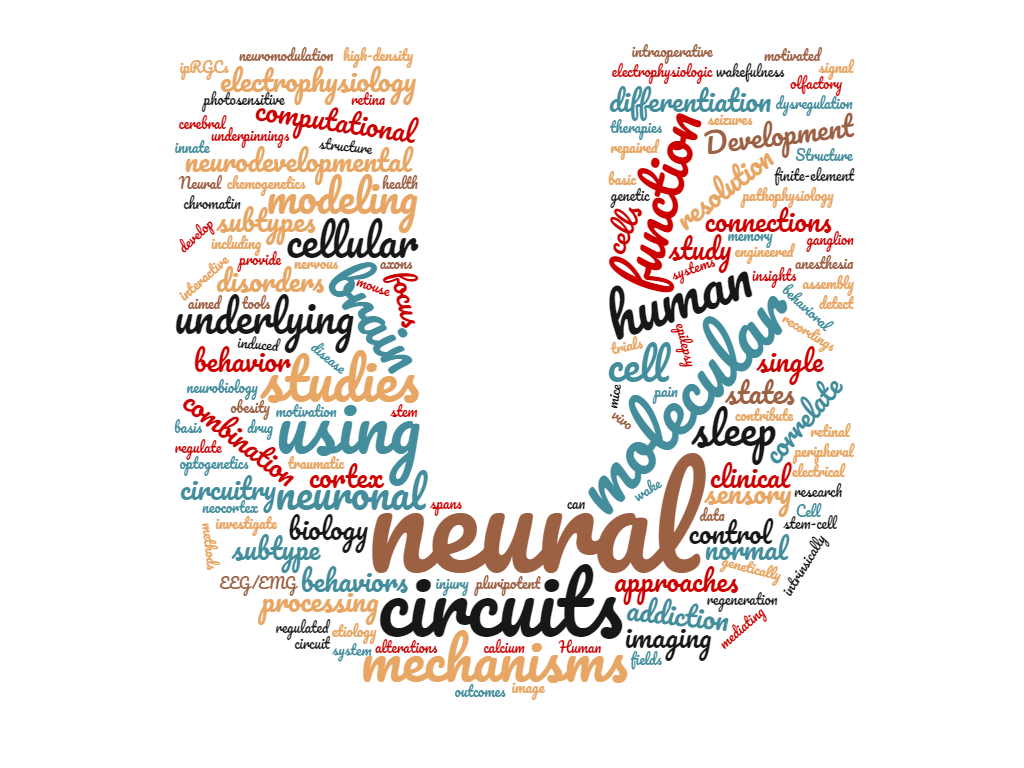 neuromodulation
high-density
ipRGCs
electrophysiology
photosensitive
retina
computational
cerebral
underpinnings
structure
innate
neurodevelopmental
Neural
chemogenetics
health
modeling
chromatin
subtypes
develop
cellular
including
provide
nervous
axons
interactive
disorders
brain
mouse
focus
aimed
tools
underlying
induced
disease
behavior
studies
neurobiology
obesity
motivation
stem
combination
basis
drug
using
regulate
optogenetics
traumatic
cortex
circuitry
neuronal
neocortex
spans
investigate
biology
methods
subtype
intraoperative
motivated
electrophysiologic
wakefulness
signal
olfactory
differentiation
dysregulation
function
therapies
seizures
Development
repaired
Structure
resolution
basic
finite-element
genetic
pathophysiology
cells
connections
study
memory
engineered
ganglion
systems
insights
anesthesia
human
assembly
behavioral
detect
molecular
recordings
trials
epilepsy
cell
single
mice
pain
states
correlate
vivo
contribute
sleep
retinal
peripheral
wake
clinical
electrical
sensory
research
can
neural
data
Cell
control
stem-cell
normal
genetically
intrinsically
EEG/EMG
behaviors
injury
pluripotent
approaches
processing
circuits
regeneration
addiction
mediating
regulated
etiology
imaging
circuit
system
alterations
calcium
Human
mechanisms
fields
outcomes
image